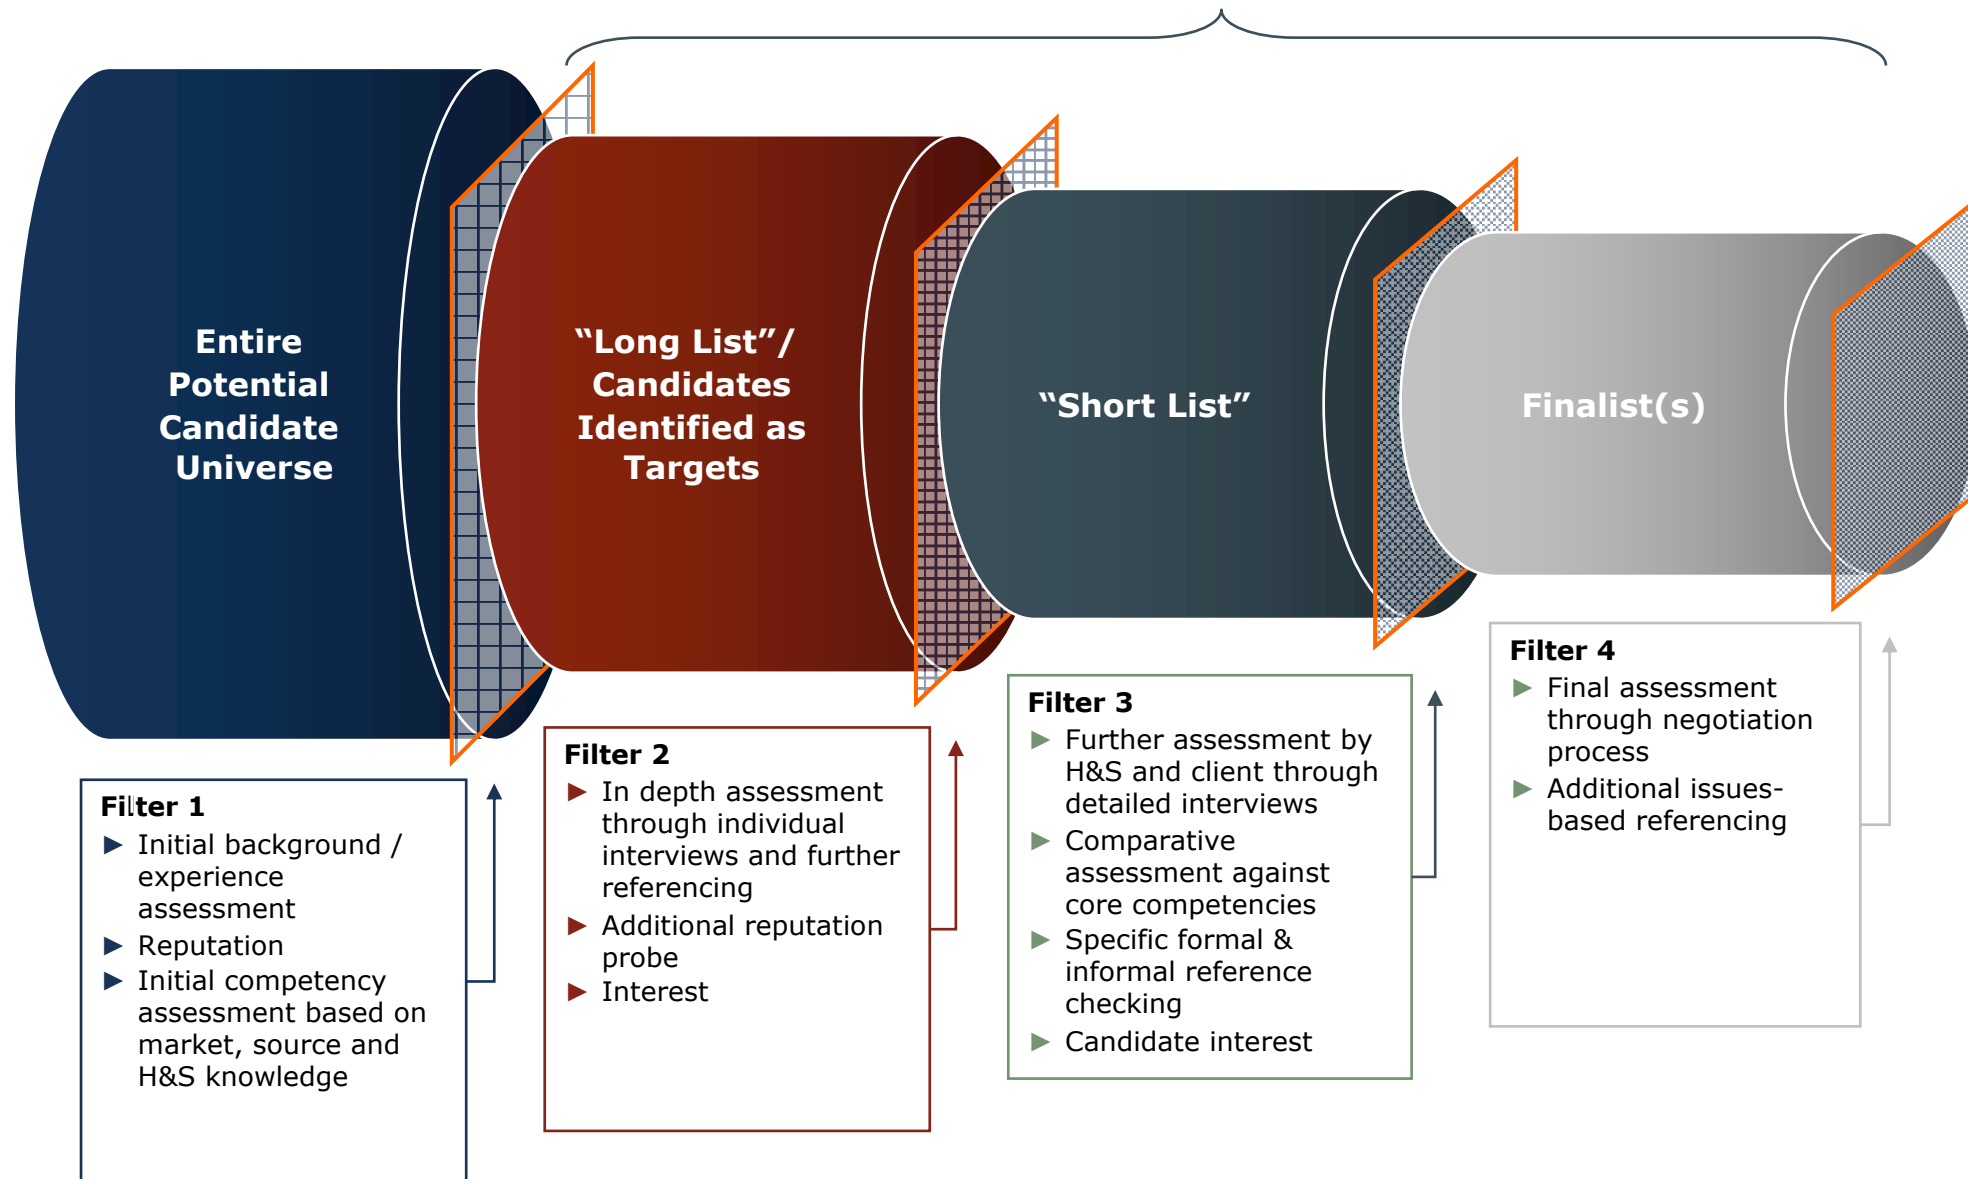 Entire
Potential
Candidate
Universe
“Long List”/
Candidates
Identified as
Targets
“Short List”
Finalist(s)
Filter 1
► Initial background /
experience
assessment
► Reputation
► Initial competency
assessment based on
market, source and
H&S knowledge
Filter 2
► In depth assessment
through individual
interviews and further
referencing
► Additional reputation
probe
► Interest
Filter 3
► Further assessment by
H&S and client through
detailed interviews
► Comparative
assessment against
core competencies
► Specific formal &
informal reference
checking
► Candidate interest
Filter 4
► Final assessment
through negotiation
process
► Additional issues-
based referencing